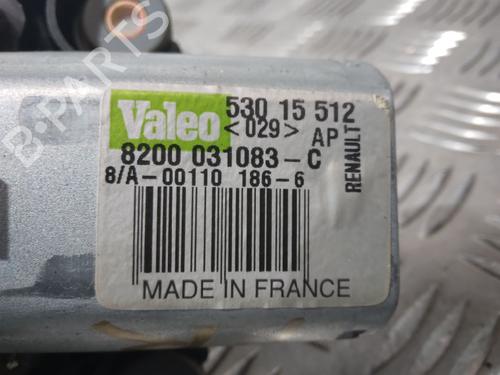 Valeo 530 15 512
<029> AP
RENAULT
8200 031083-C
8/A-00110 186-6
MADE IN FRANCE
B-PARTS